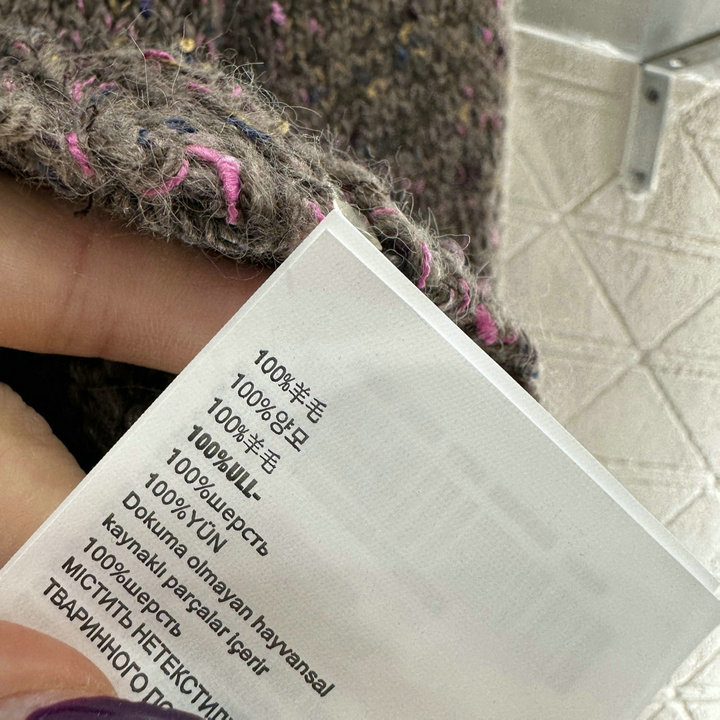 100%羊毛
100%양모
100%羊毛
100%ULL-
100%шерсть
100%YÜN
Dokuma olmayan hayvansal
kaynaklı parçalar içerir
100%шерсть
МІСТИТЬ НЕТЕКСТИЛ
ТВАРИННОГО ПО